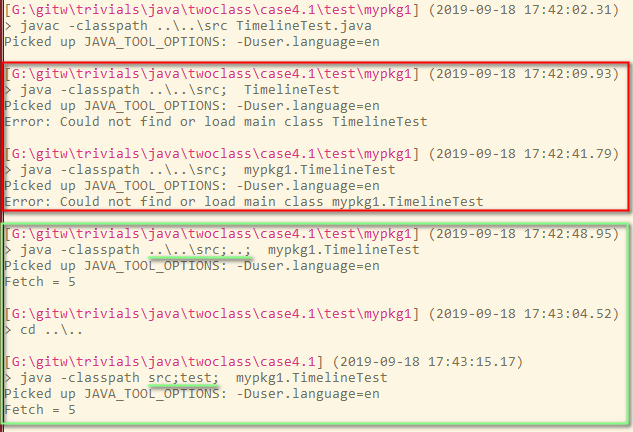 [G:\gitw\trivials\java\twoclass\case4.1\test\mypkg1] (2019-09-18 17:42:02.31)
> javac -classpath ..\..\src TimelineTest.java
Picked up JAVA_TOOL_OPTIONS: -Duser.language=en
[G:\gitw\trivials\java\twoclass\case4.1\test\mypkg1] (2019-09-18 17:42:09.93)
> java -classpath ..\..\src;  TimelineTest
Picked up JAVA_TOOL_OPTIONS: -Duser.language=en
Error: Could not find or load main class TimelineTest
[G:\gitw\trivials\java\twoclass\case4.1\test\mypkg1] (2019-09-18 17:42:41.79)
> java -classpath ..\..\src;  mypkg1.TimelineTest
Picked up JAVA_TOOL_OPTIONS: -Duser.language=en
Error: Could not find or load main class mypkg1.TimelineTest
[G:\gitw\trivials\java\twoclass\case4.1\test\mypkg1] (2019-09-18 17:42:48.95)
> java -classpath ..\..\src;..;  mypkg1.TimelineTest
Picked up JAVA_TOOL_OPTIONS: -Duser.language=en
Fetch = 5
[G:\gitw\trivials\java\twoclass\case4.1\test\mypkg1] (2019-09-18 17:43:04.52)
> cd ..\..
[G:\gitw\trivials\java\twoclass\case4.1] (2019-09-18 17:43:15.17)
> java -classpath src;test;  mypkg1.TimelineTest
Picked up JAVA_TOOL_OPTIONS: -Duser.language=en
Fetch = 5